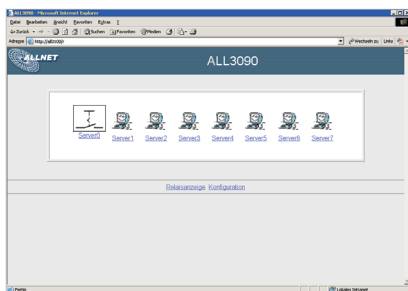 ALL3090 - Microsoft Internet Explorer
Datei Bearbeiten Ansicht Favoriten Extras ?
Zurück Suchen Favoriten Medien
Adresse http://all3090/ Wechseln zu Links
ALLNET
ALL3090
Server0 Server1 Server2 Server3 Server4 Server5 Server6 Server7
Relaisanzeige Konfiguration
Fertig Lokales Intranet